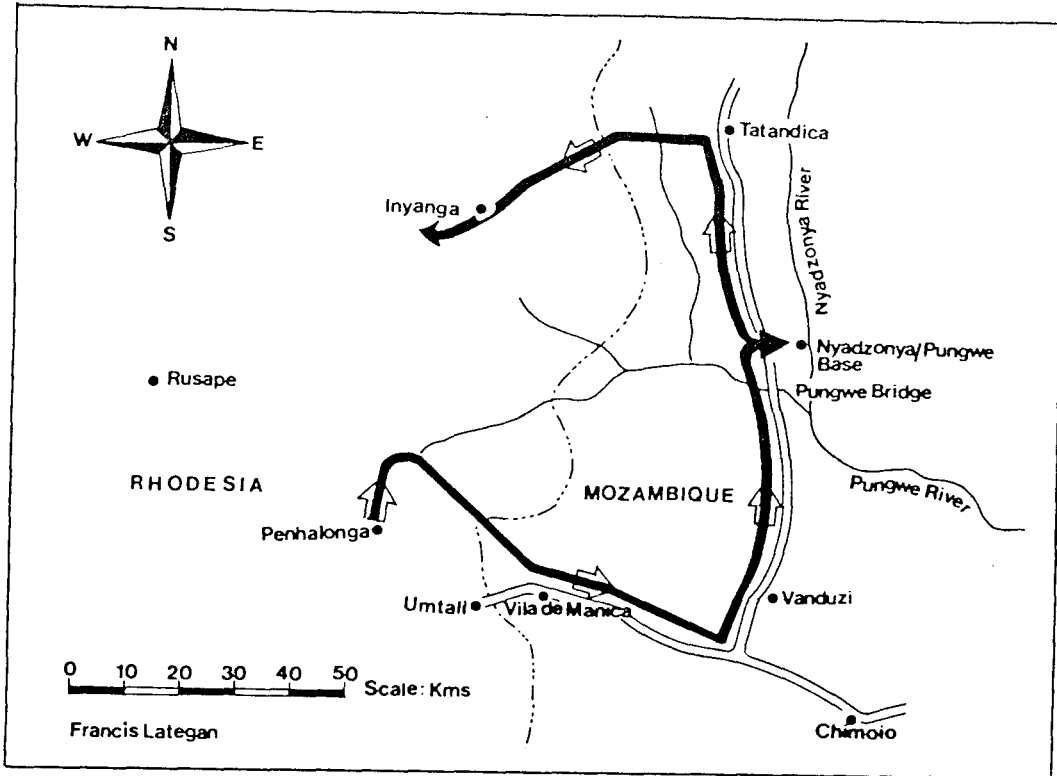 N
W E
S
Tatandica
Inyanga
Nyadzonya River
Nyadzonya/Pungwe
Base
Rusape
Pungwe Bridge
RHODESIA
MOZAMBIQUE
Pungwe River
Penhalonga
Umtali
Vila de Manica
Vanduzi
0 10 20 30 40 50
Scale: Kms
Francis Lategan
Chimoio